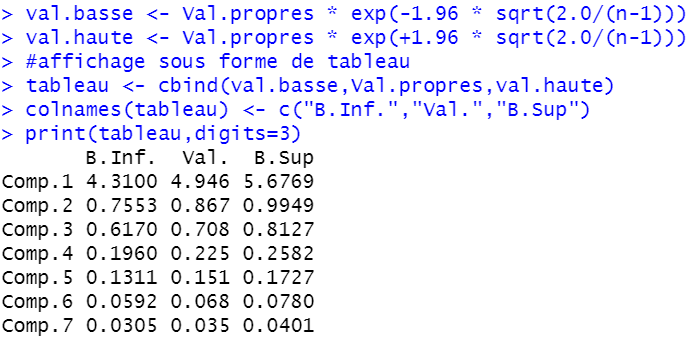 > val.basse <- Val.propres * exp(-1.96 * sqrt(2.0/(n-1)))
> val.haute <- Val.propres * exp(+1.96 * sqrt(2.0/(n-1)))
> #affichage sous forme de tableau
> tableau <- cbind(val.basse,Val.propres,val.haute)
> colnames(tableau) <- c("B.Inf.","Val.","B.Sup")
> print(tableau,digits=3)
       B.Inf.  Val.  B.Sup
Comp.1 4.3100 4.946 5.6769
Comp.2 0.7553 0.867 0.9949
Comp.3 0.6170 0.708 0.8127
Comp.4 0.1960 0.225 0.2582
Comp.5 0.1311 0.151 0.1727
Comp.6 0.0592 0.068 0.0780
Comp.7 0.0305 0.035 0.0401